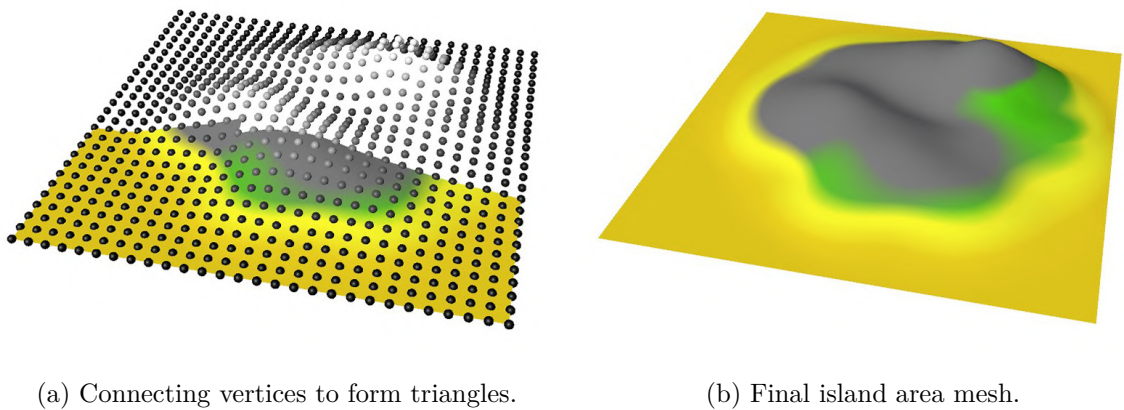 (a) Connecting vertices to form triangles.
(b) Final island area mesh.